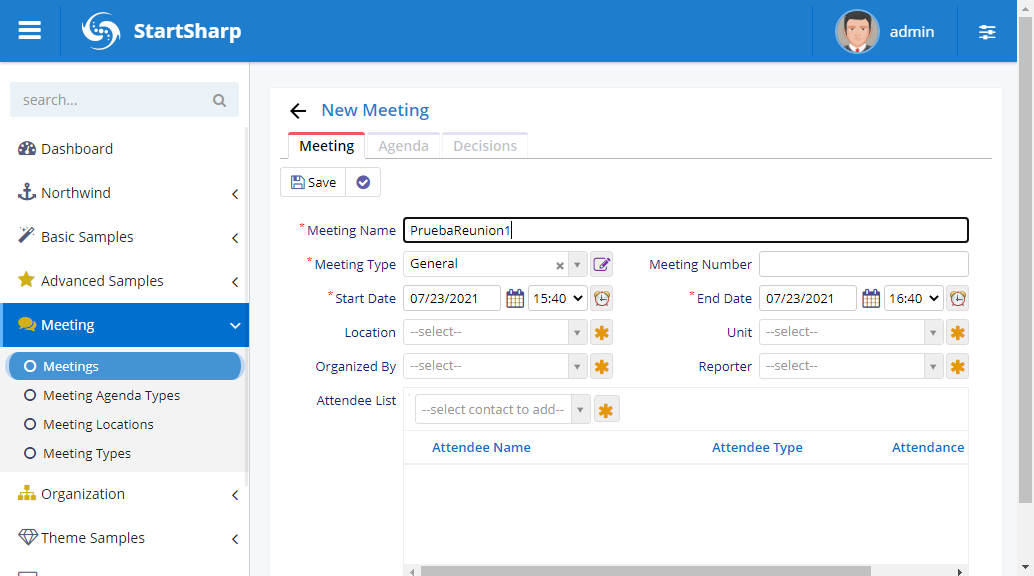 StartSharp
admin
search...
Dashboard
Northwind
Basic Samples
Advanced Samples
Meeting
Meetings
Meeting Agenda Types
Meeting Locations
Meeting Types
Organization
Theme Samples
New Meeting
Meeting Agenda Decisions
Save
* Meeting Name PruebaReunion1
* Meeting Type General Meeting Number
* Start Date 07/23/2021 15:40 * End Date 07/23/2021 16:40
Location --select-- Unit --select--
Organized By --select-- Reporter --select--
Attendee List --select contact to add--
Attendee Name Attendee Type Attendance